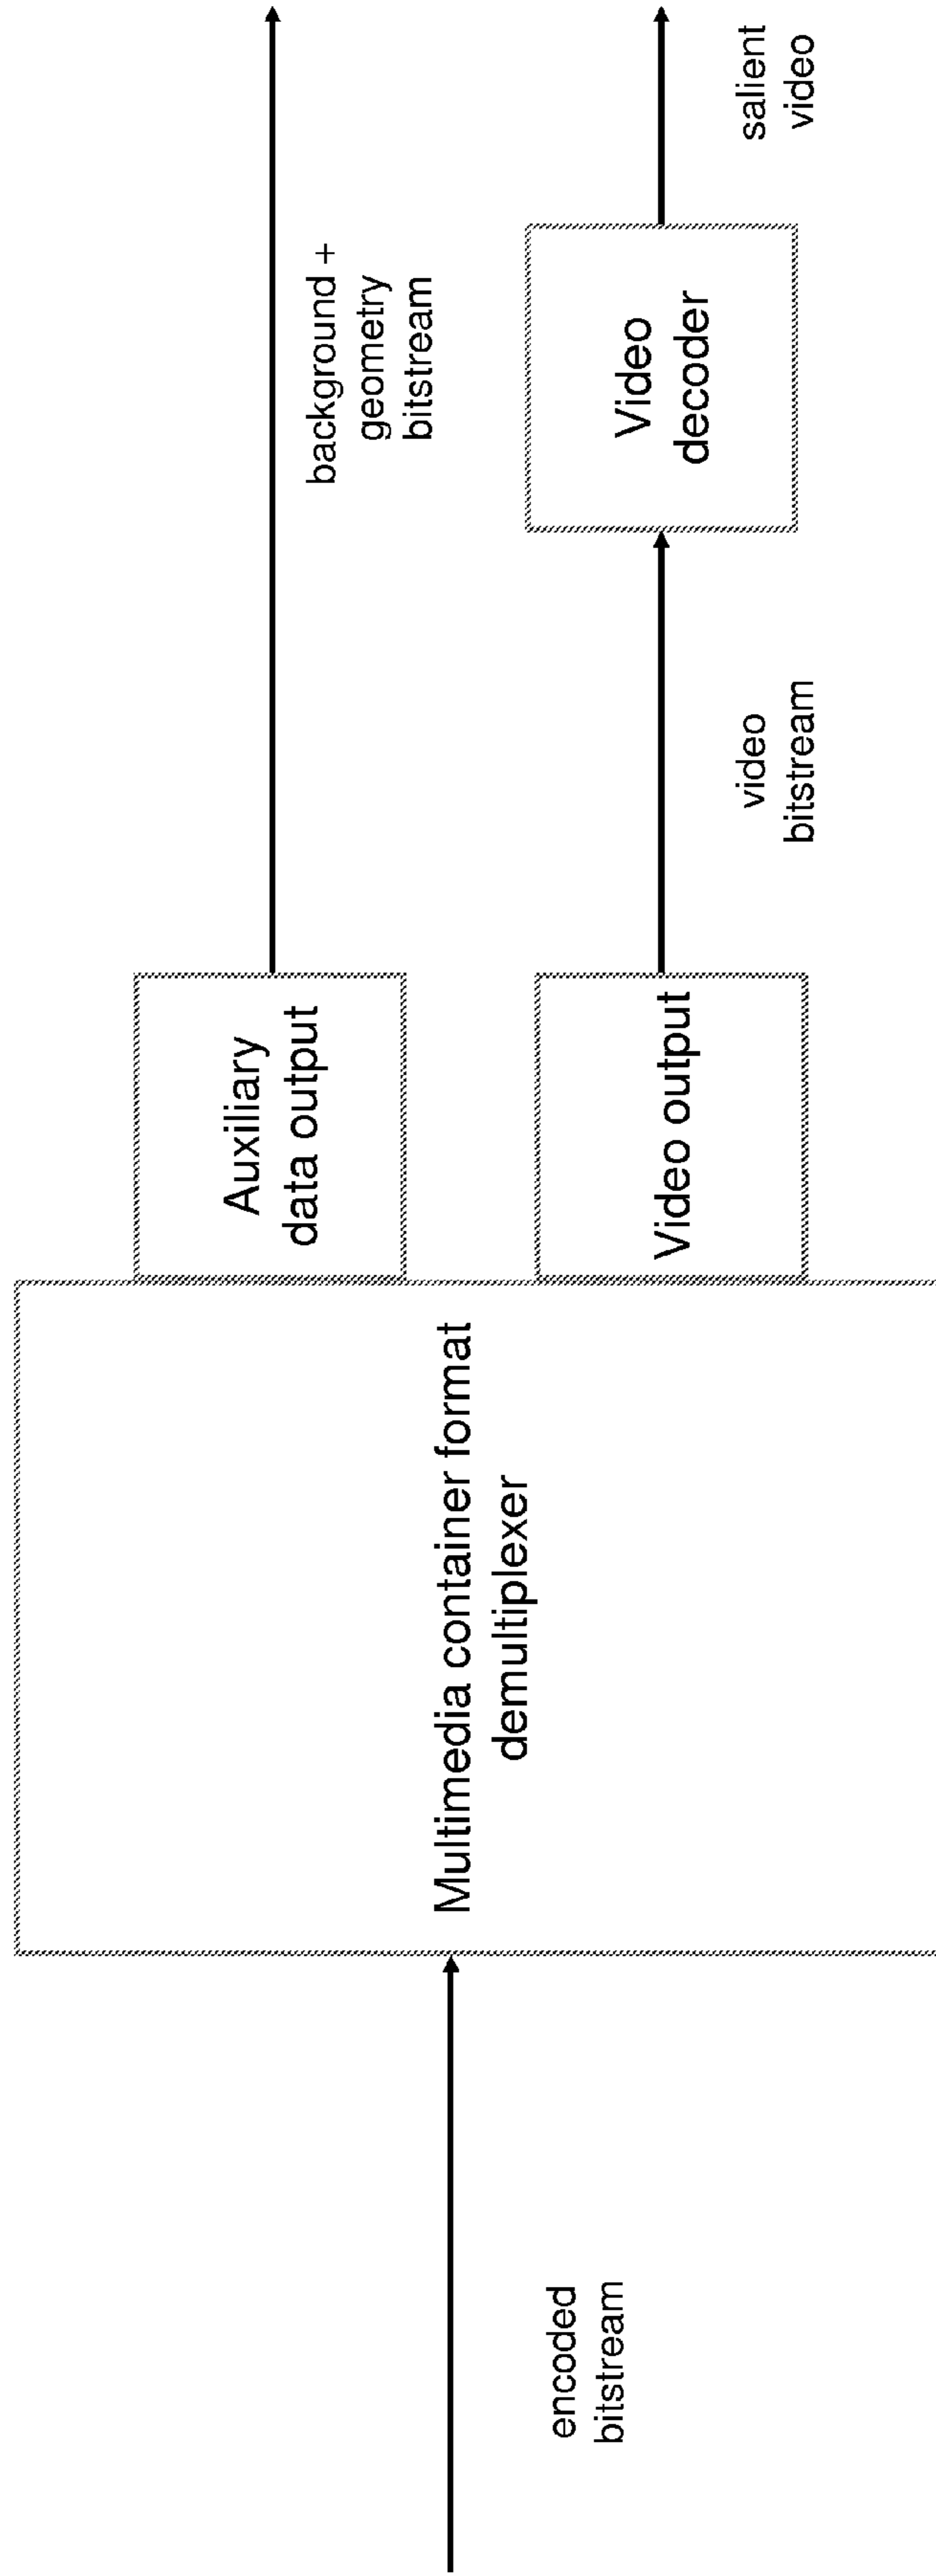 encoded
bitstream
Multimedia container format
demultiplexer
Auxiliary
data output
background +
geometry
bitstream
Video output
video
bitstream
Video
decoder
salient
video